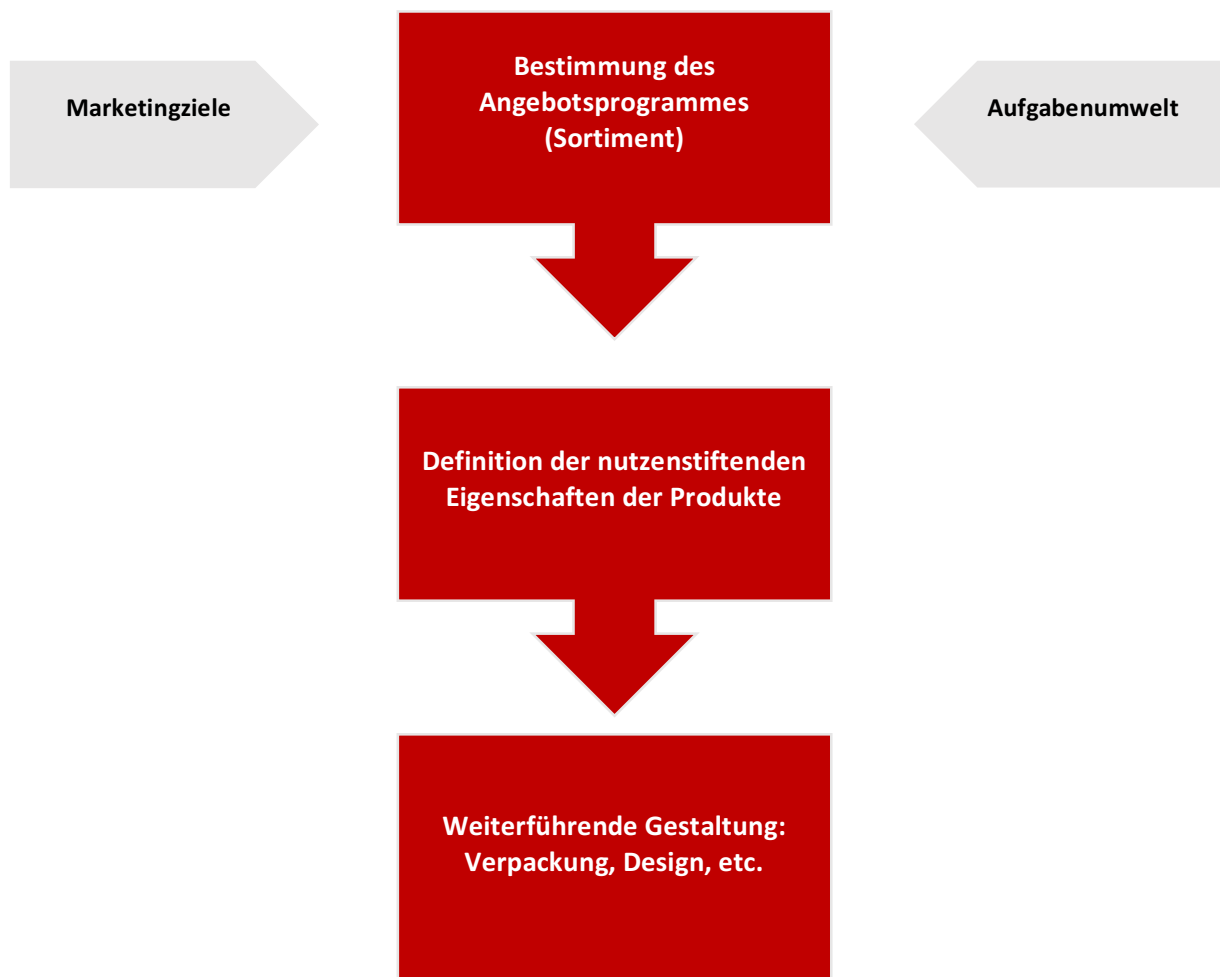 Marketingziele
Bestimmung des
Angebotsprogrammes
(Sortiment)
Aufgabenumwelt
Definition der nutzenstiftenden
Eigenschaften der Produkte
Weiterführende Gestaltung:
Verpackung, Design, etc.